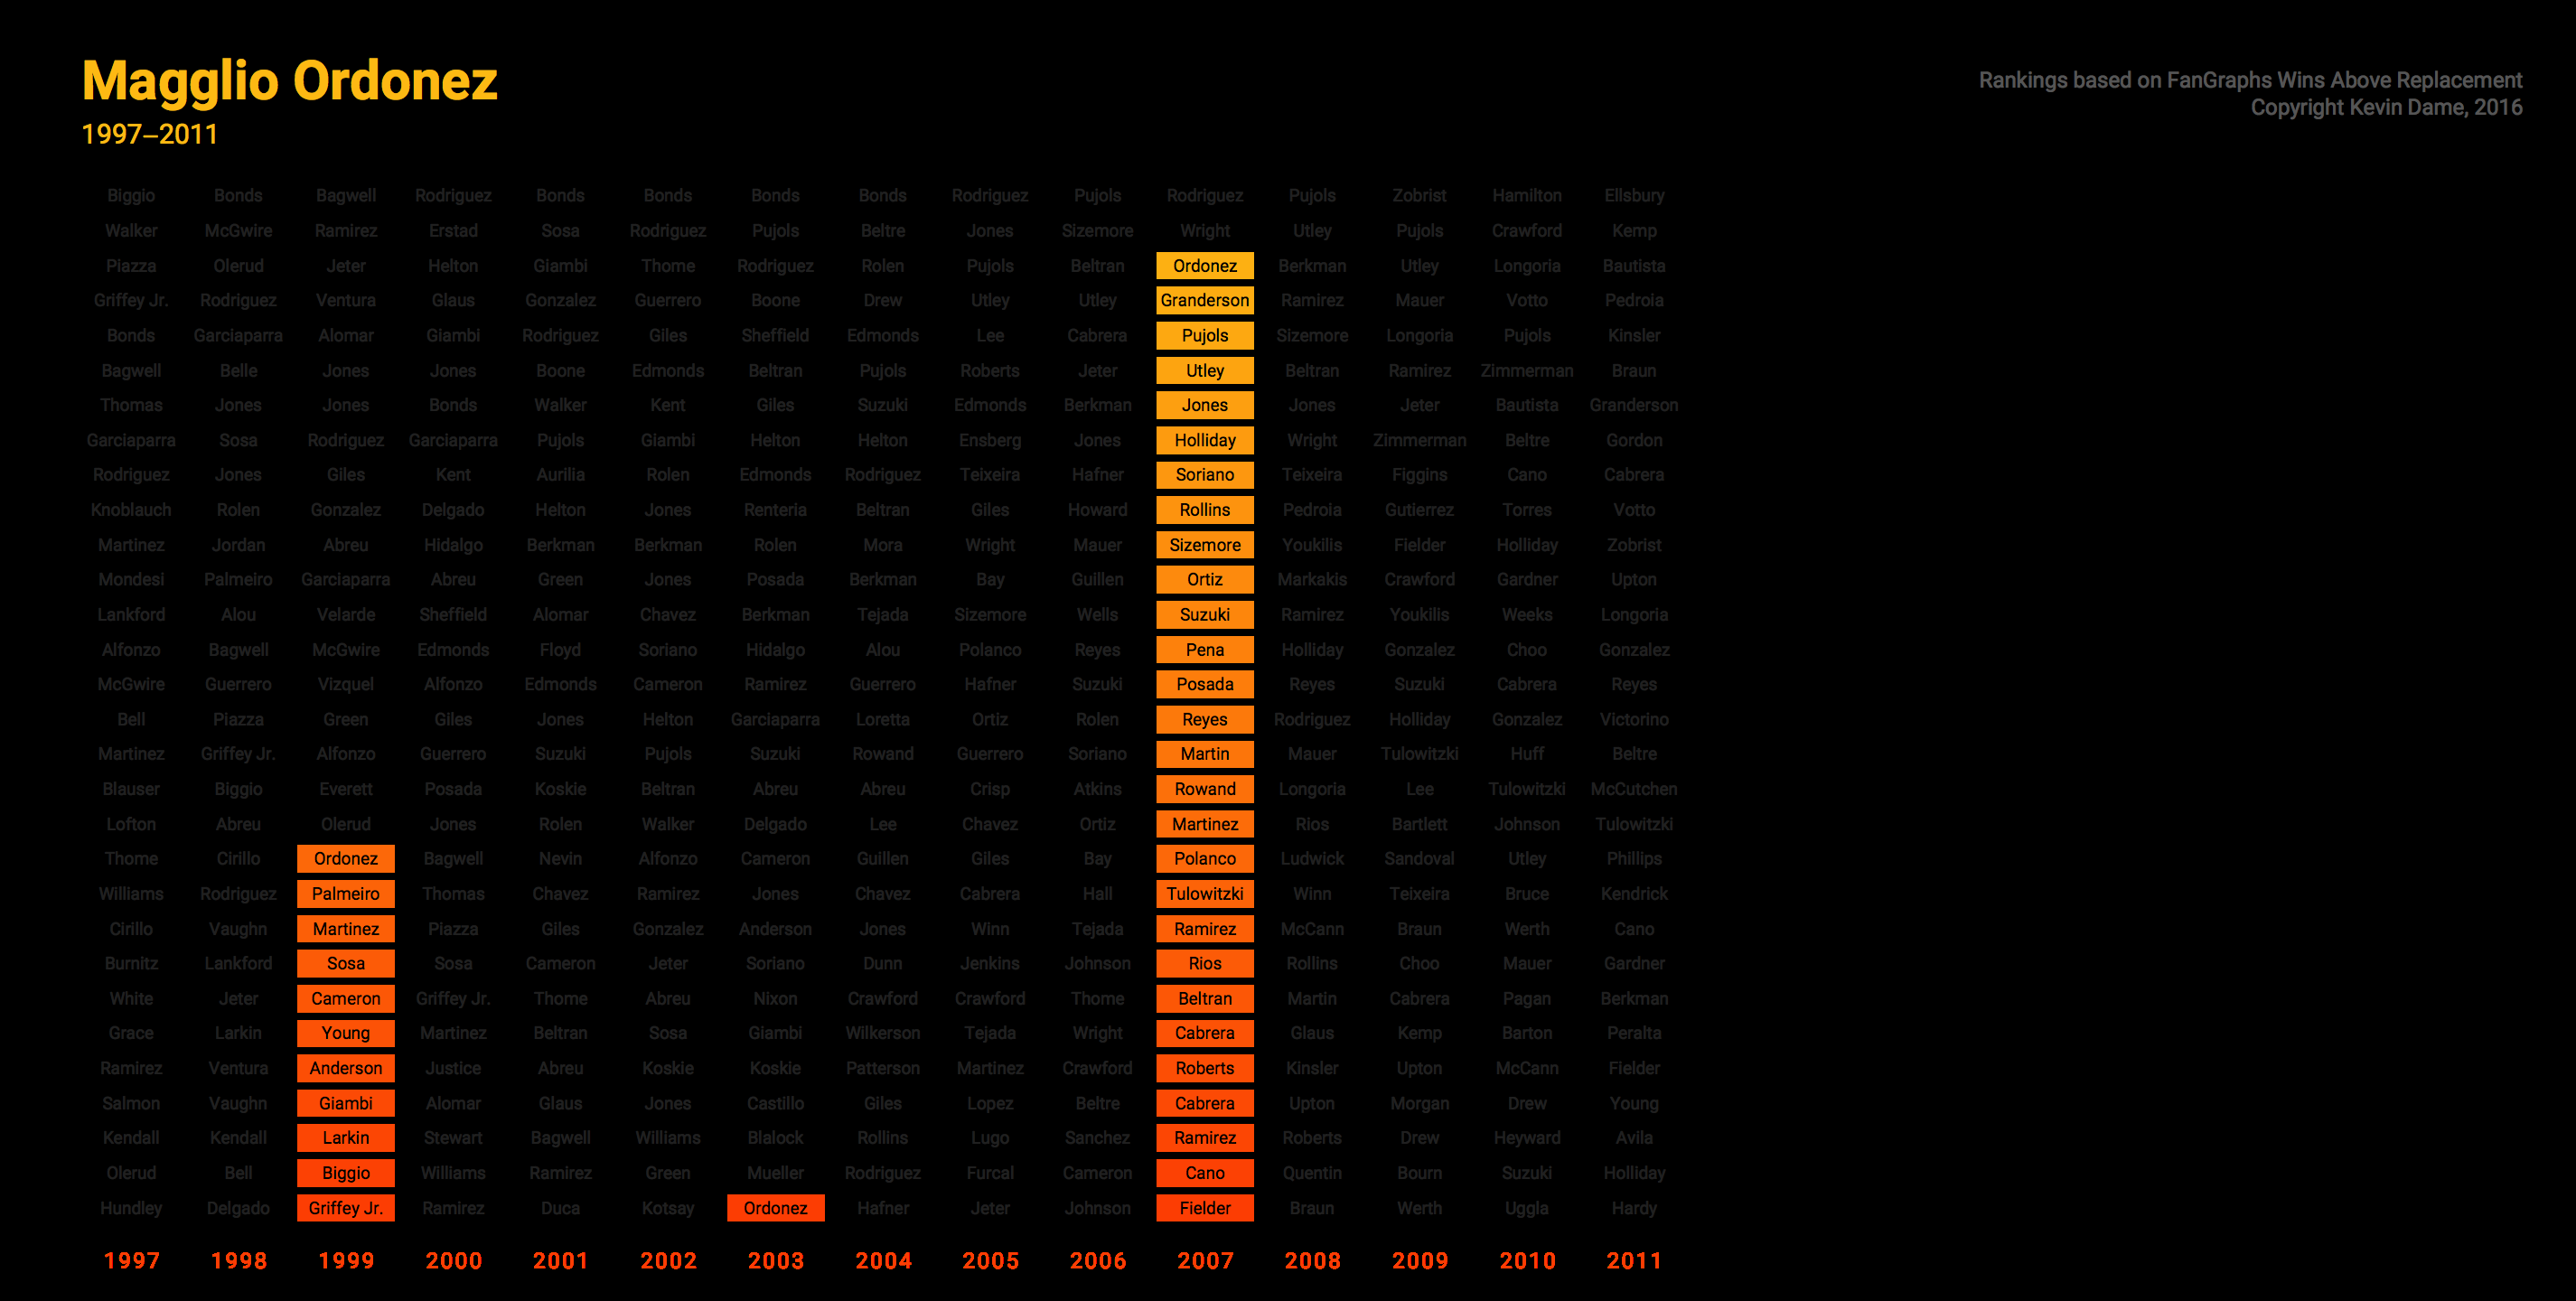 Magglio Ordonez
1997–2011
Rankings based on FanGraphs Wins Above Replacement
Copyright Kevin Dame, 2016
Biggio Bonds Bagwell Rodriguez Bonds Bonds Bonds Bonds Rodriguez Pujols Rodriguez Pujols Zobrist Hamilton Ellsbury
Walker McGwire Ramirez Erstad Sosa Rodriguez Pujols Beltre Jones Sizemore Wright Utley Pujols Crawford Kemp
Piazza Olerud Jeter Helton Giambi Thome Rodriguez Rolen Pujols Beltran Ordonez Berkman Utley Longoria Bautista
Griffey Jr. Rodriguez Ventura Glaus Gonzalez Guerrero Boone Drew Utley Utley Granderson Ramirez Mauer Votto Pedroia
Bonds Garciaparra Alomar Giambi Rodriguez Giles Sheffield Edmonds Lee Cabrera Pujols Sizemore Longoria Pujols Kinsler
Bagwell Belle Jones Jones Boone Edmonds Beltran Pujols Roberts Jeter Utley Beltran Ramirez Zimmerman Braun
Thomas Jones Jones Bonds Walker Kent Giles Suzuki Edmonds Berkman Jones Jones Jeter Bautista Granderson
Garciaparra Sosa Rodriguez Garciaparra Pujols Giambi Helton Helton Ensberg Jones Holliday Wright Zimmerman Beltre Gordon
Rodriguez Jones Giles Kent Aurilia Rolen Edmonds Rodriguez Teixeira Hafner Soriano Teixeira Figgins Cano Cabrera
Knoblauch Rolen Gonzalez Delgado Helton Jones Renteria Beltran Giles Howard Rollins Pedroia Gutierrez Torres Votto
Martinez Jordan Abreu Hidalgo Berkman Berkman Rolen Mora Wright Mauer Sizemore Youkilis Fielder Holliday Zobrist
Mondesi Palmeiro Garciaparra Abreu Green Jones Posada Berkman Bay Guillen Ortiz Markakis Crawford Gardner Upton
Lankford Alou Velarde Sheffield Alomar Chavez Berkman Tejada Sizemore Wells Suzuki Ramirez Youkilis Weeks Longoria
Alfonzo Bagwell McGwire Edmonds Floyd Soriano Hidalgo Alou Polanco Reyes Pena Holliday Gonzalez Choo Gonzalez
McGwire Guerrero Vizquel Alfonzo Edmonds Cameron Ramirez Guerrero Hafner Suzuki Posada Reyes Suzuki Cabrera Reyes
Bell Piazza Green Giles Jones Helton Garciaparra Loretta Ortiz Rolen Reyes Rodriguez Holliday Gonzalez Victorino
Martinez Griffey Jr. Alfonzo Guerrero Suzuki Pujols Suzuki Rowand Guerrero Soriano Martin Mauer Tulowitzki Huff Beltre
Blauser Biggio Everett Posada Koskie Beltran Abreu Abreu Crisp Atkins Rowand Longoria Lee Tulowitzki McCutchen
Lofton Abreu Olerud Jones Rolen Walker Delgado Lee Chavez Ortiz Martinez Rios Bartlett Johnson Tulowitzki
Thome Cirillo Ordonez Bagwell Nevin Alfonzo Cameron Guillen Giles Bay Polanco Ludwick Sandoval Utley Phillips
Williams Rodriguez Palmeiro Thomas Chavez Ramirez Jones Chavez Cabrera Hall Tulowitzki Winn Teixeira Bruce Kendrick
Cirillo Vaughn Martinez Piazza Giles Gonzalez Anderson Jones Winn Tejada Ramirez McCann Braun Werth Cano
Burnitz Lankford Sosa Sosa Cameron Jeter Soriano Dunn Jenkins Johnson Rios Rollins Choo Mauer Gardner
White Jeter Cameron Griffey Jr. Thome Abreu Nixon Crawford Crawford Thome Beltran Martin Cabrera Pagan Berkman
Grace Larkin Young Martinez Beltran Sosa Giambi Wilkerson Tejada Wright Cabrera Glaus Kemp Barton Peralta
Ramirez Ventura Anderson Justice Abreu Koskie Koskie Patterson Martinez Crawford Roberts Kinsler Upton McCann Fielder
Salmon Vaughn Giambi Alomar Glaus Jones Castillo Giles Lopez Beltre Cabrera Upton Morgan Drew Young
Kendall Kendall Larkin Stewart Bagwell Williams Blalock Rollins Lugo Sanchez Ramirez Roberts Drew Heyward Avila
Olerud Bell Biggio Williams Ramirez Green Mueller Rodriguez Furcal Cameron Cano Quentin Bourn Suzuki Holliday
Hundley Delgado Griffey Jr. Ramirez Duca Kotsay Ordonez Hafner Jeter Johnson Fielder Braun Werth Uggla Hardy
1997 1998 1999 2000 2001 2002 2003 2004 2005 2006 2007 2008 2009 2010 2011